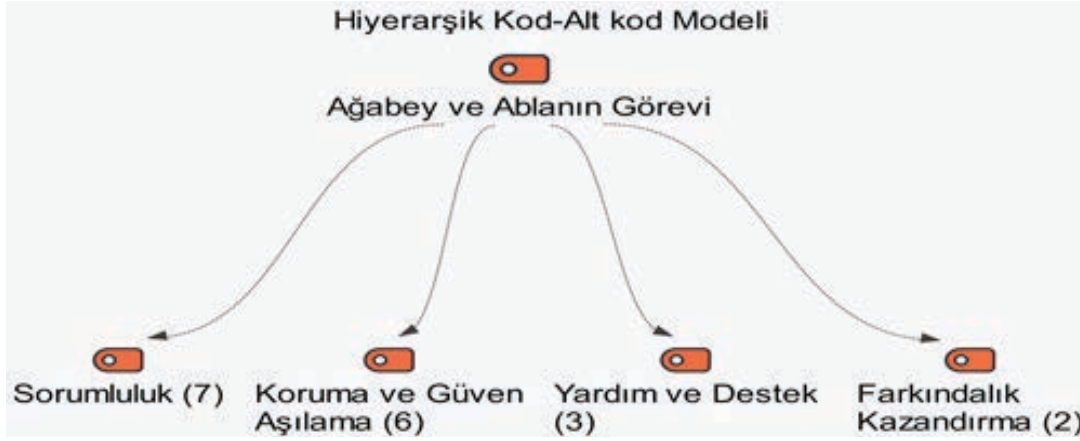 Hiyerarşik Kod-Alt kod Modeli
Ağabey ve Ablanın Görevi
Sorumluluk (7)
Koruma ve Güven
Aşılama (6)
Yardım ve Destek
(3)
Farkındalık
Kazandırma (2)